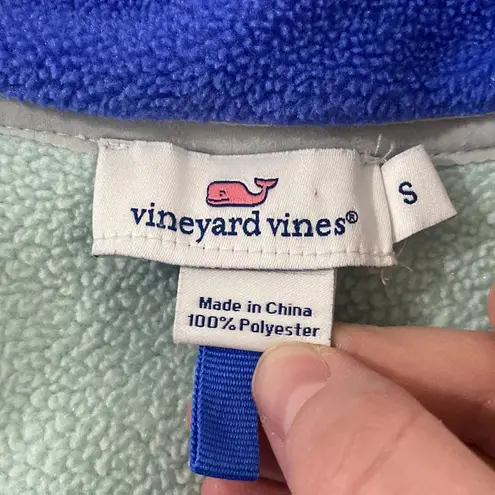 vineyard vines®
S
Made in China
100% Polyester